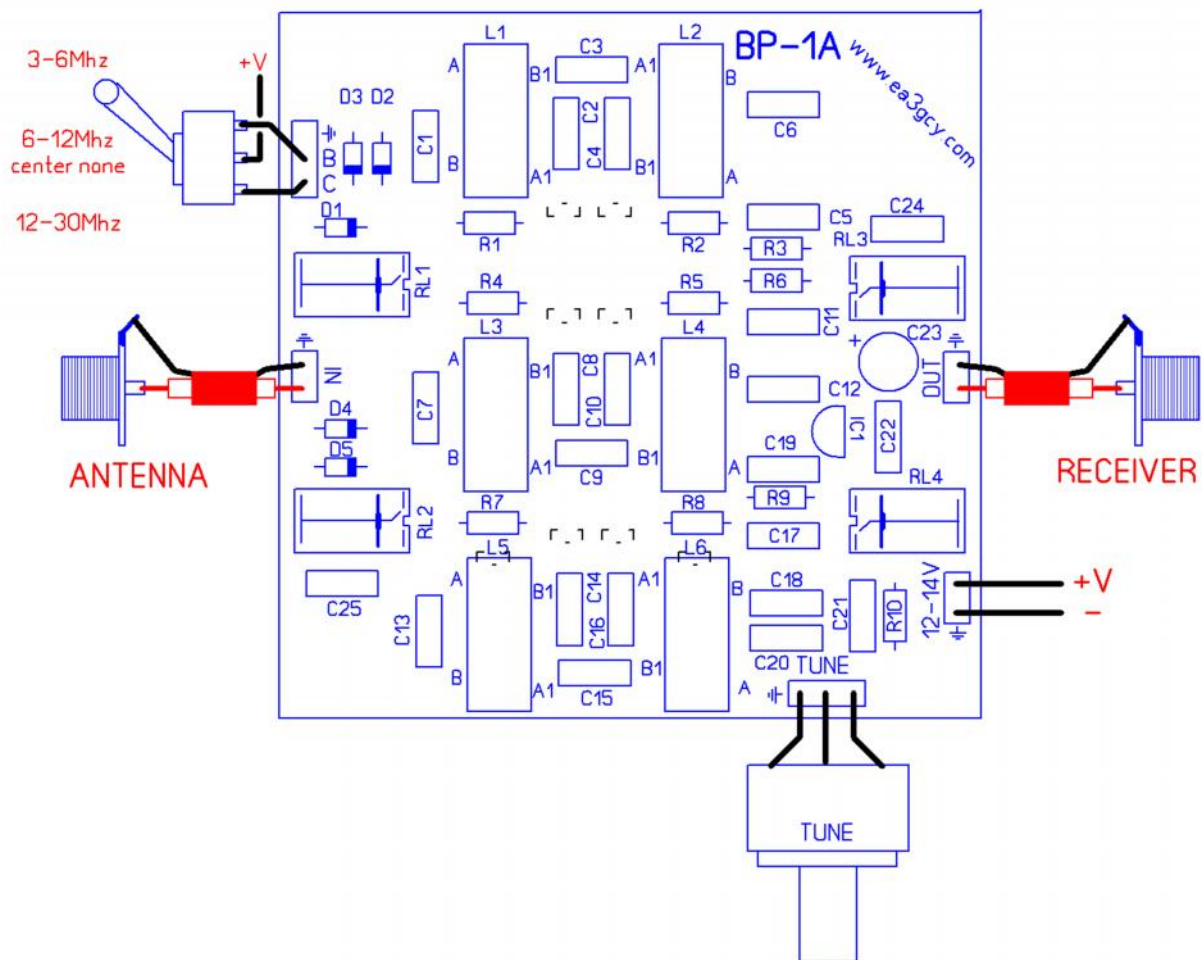 3-6Mhz
+V
6-12Mhz
center none
12-30Mhz
B
C
D3 D2
D1
C1
L1
A
B
B1
A1
C3
C2
C4
L2
A1
B1
B
A
BP-1A
www.ea3gcy.com
C6
R1
R2
C5
C24
R3
RL3
R6
RL1
R4
R5
C11
L3
A
B
B1
A1
C8
C10
C9
L4
A1
B1
B
A
C23
+
C12
IC1
C22
C19
R9
C17
RL4
IN
OUT
D4
D5
C7
ANTENNA
RECEIVER
RL2
R7
R8
C25
C13
L5
A
B
B1
A1
C14
C16
C15
L6
A1
B1
B
A
C18
C20
C21
R10
12-14V
+V
-
TUNE
TUNE